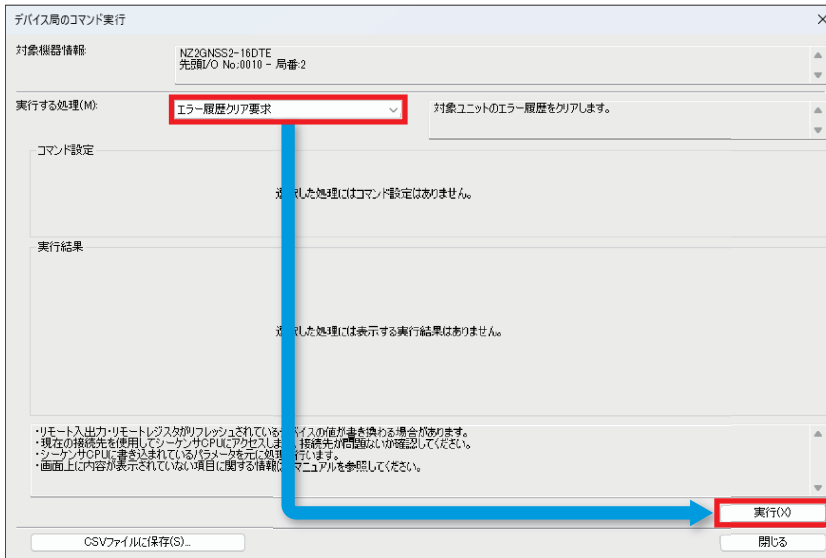 デバイス局のコマンド実行
対象機器情報:
NZ2GNSS2-16DTE
先頭I/O No.:0010 - 局番:2
実行する処理(M):
エラー履歴クリア要求
対象ユニットのエラー履歴をクリアします。
コマンド設定
した処理にはコマンド設定はありません。
実行結果
した処理には表示する実行結果はありません。
・リモート入出力・リモートレジスタがリフレッシュされている バイスの値が書き換わる場合があります。
・現在の接続先を使用してシーケンサCPUにアクセスしま 接続先が問題ないか確認してください。
・シーケンサCPUに書き込まれているパラメータを元に処理 行います。
・画面上に内容が表示されていない項目に関する情報 マニュアルを参照してください。
実行(X)
CSVファイルに保存(S)...
閉じる